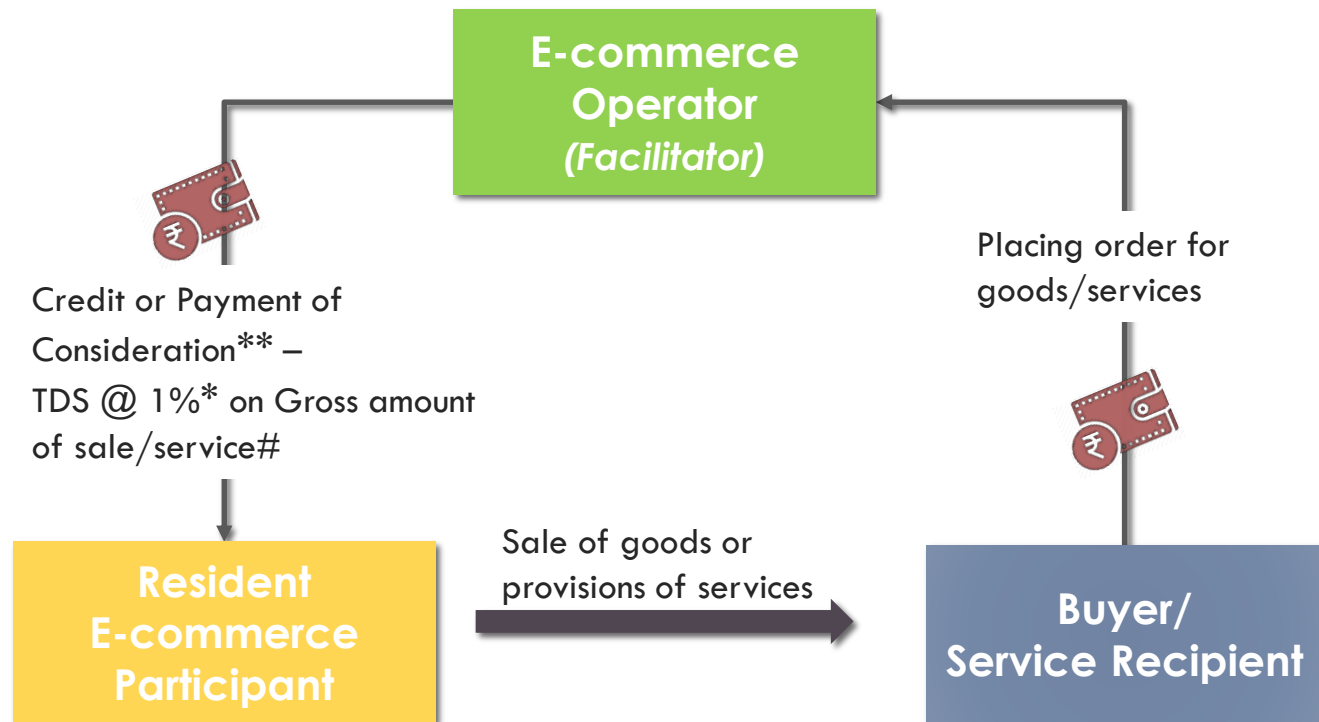 E-commerce
Operator
(Facilitator)
₹
Credit or Payment of
Consideration** –
TDS @ 1%* on Gross amount
of sale/service#
Placing order for
goods/services
₹
Sale of goods or
provisions of services
Resident
E-commerce
Participant
Buyer/
Service Recipient